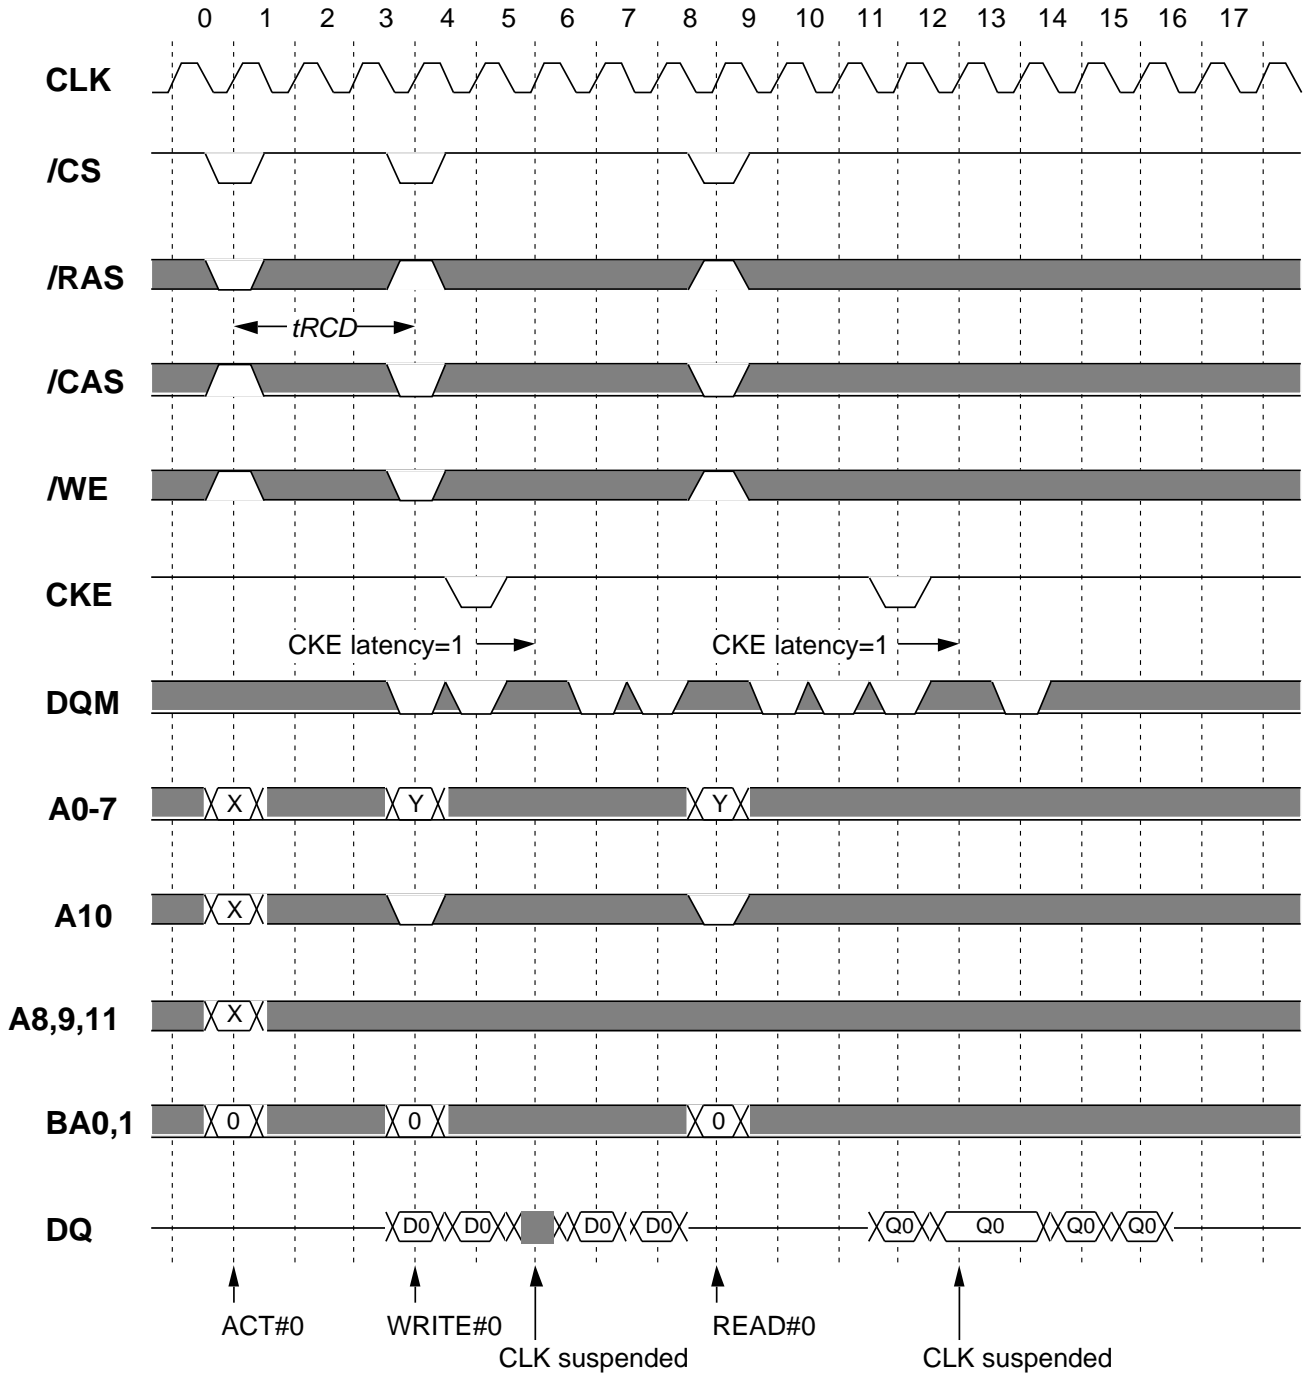 0 1 2 3 4 5 6 7 8 9 10 11 12 13 14 15 16 17
CLK
/CS
/RAS
tRCD
/CAS
/WE
CKE
CKE latency=1 CKE latency=1
DQM
A0-7 X Y Y
A10 X
A8,9,11 X
BA0,1 0 0 0
DQ D0 D0 D0 D0 Q0 Q0 Q0 Q0
ACT#0 WRITE#0 READ#0
CLK suspended CLK suspended